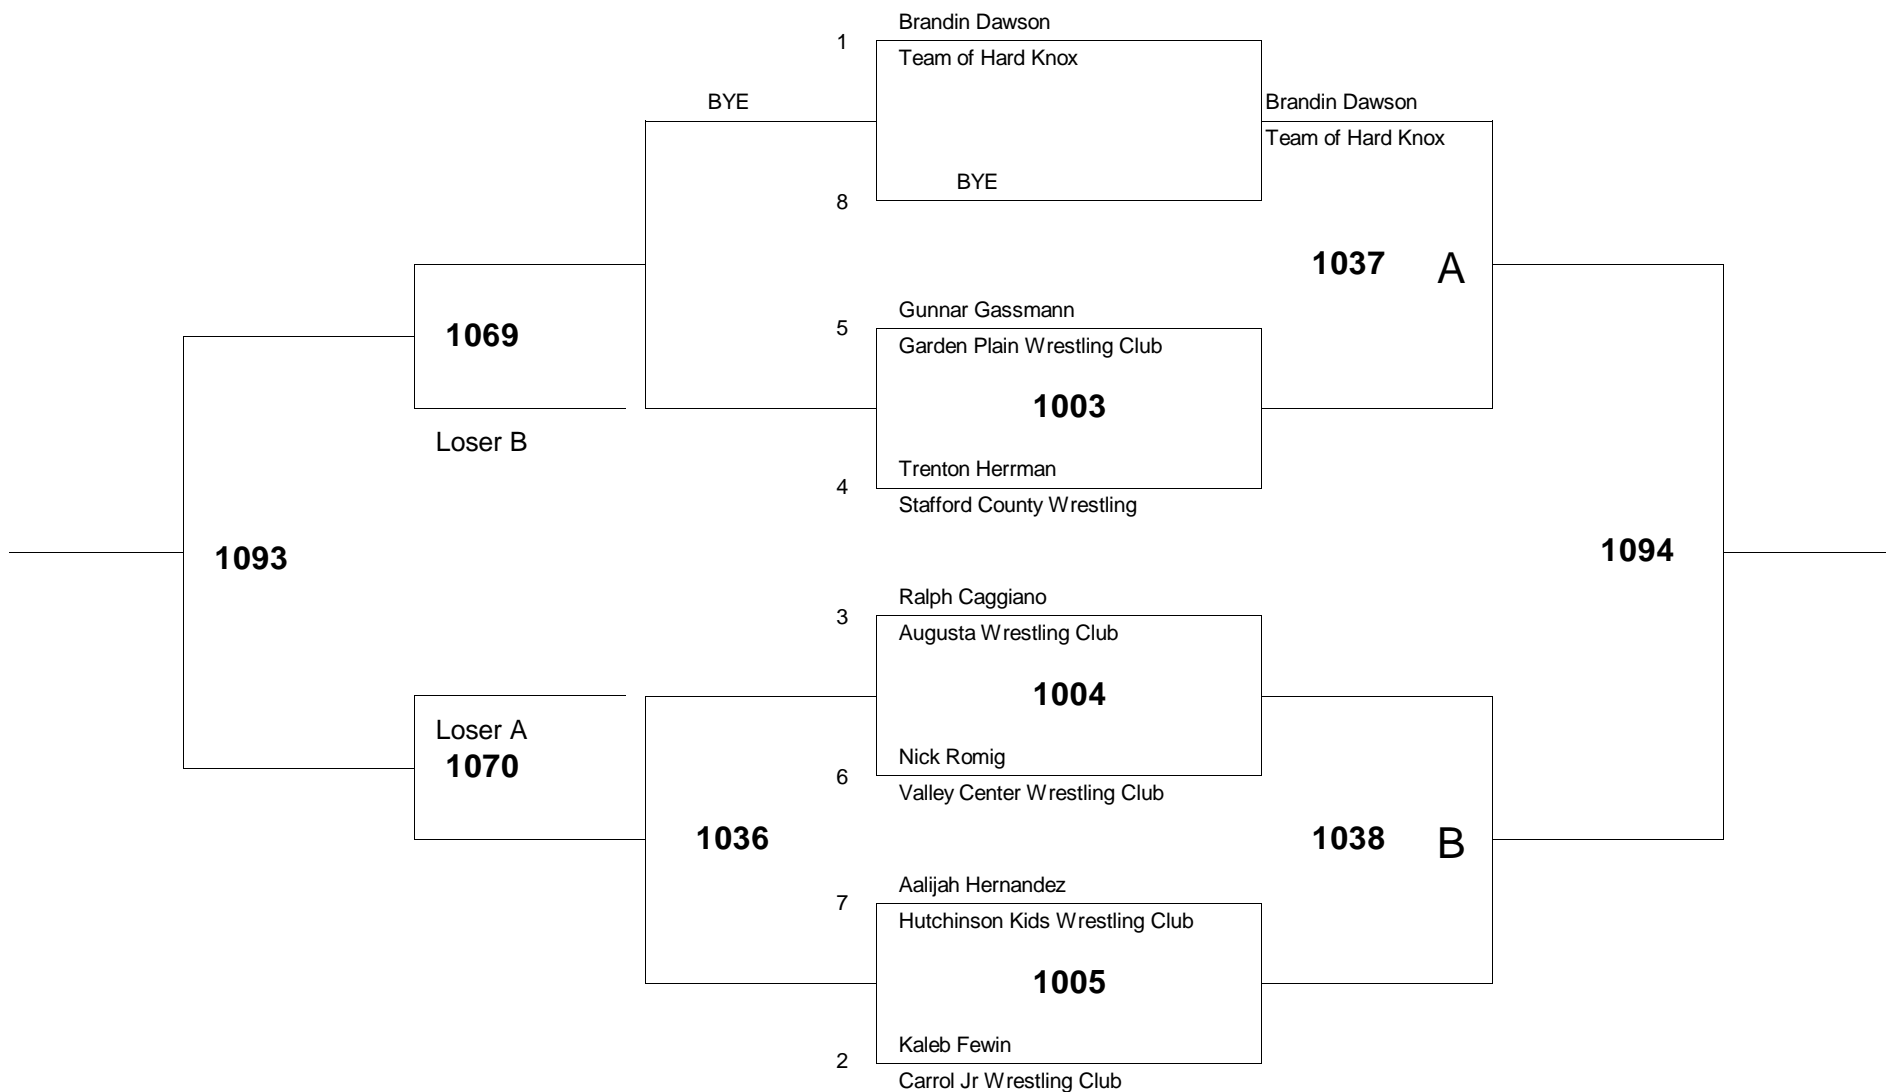 Brandin Dawson
1
Team of Hard Knox
BYE
Brandin Dawson
Team of Hard Knox
BYE
8
1037
A
Gunnar Gassmann
5
1069
Garden Plain Wrestling Club
1003
Loser B
Trenton Herrman
4
Stafford County Wrestling
1093
1094
Ralph Caggiano
3
Augusta Wrestling Club
1004
Loser A
1070
Nick Romig
6
Valley Center Wrestling Club
1036
1038
B
Aalijah Hernandez
7
Hutchinson Kids Wrestling Club
1005
Kaleb Fewin
2
Carrol Jr Wrestling Club